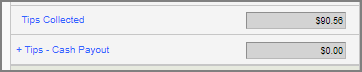 Tips Collected $90.56
+ Tips - Cash Payout $0.00